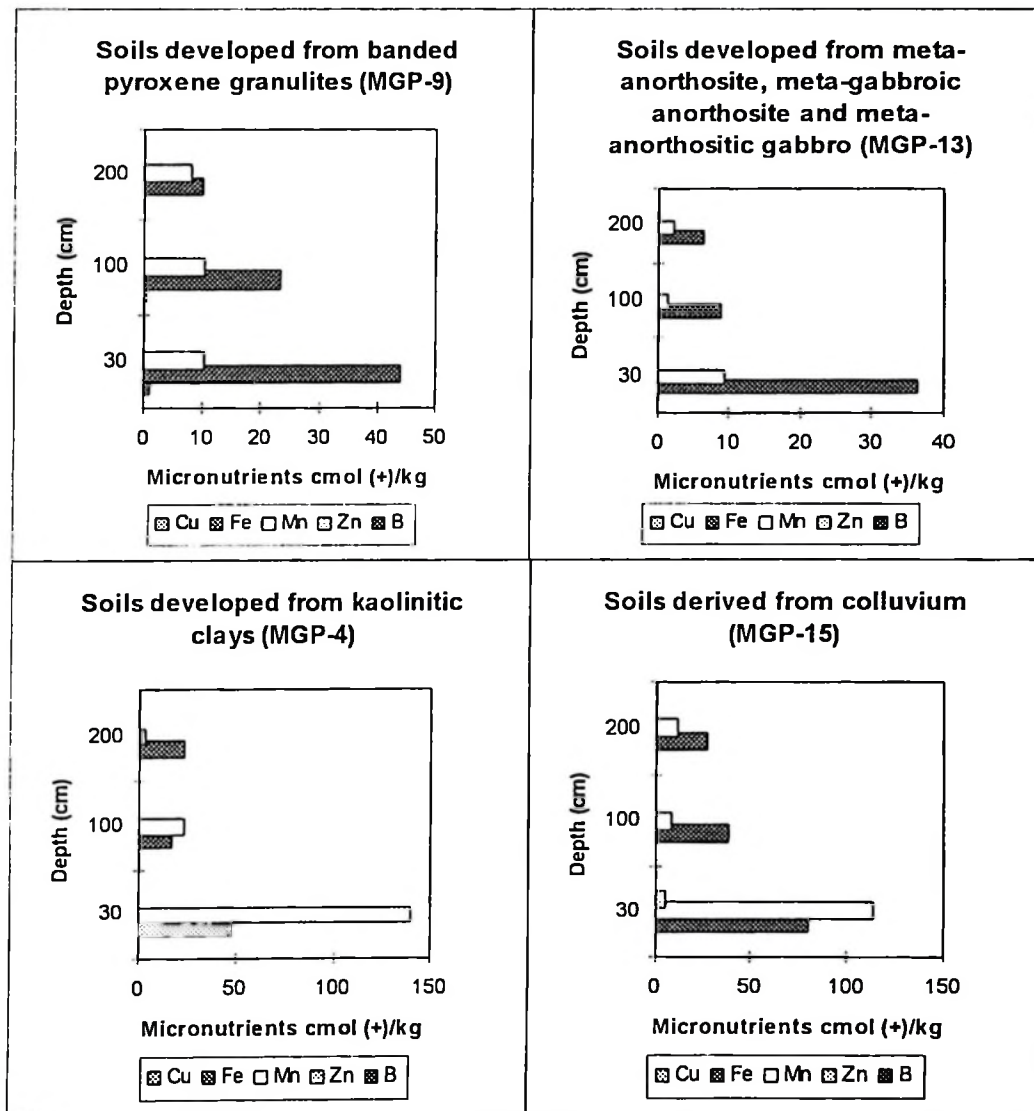 Soils developed from banded
pyroxene granulites (MGP-9)
Depth (cm)
200
100
30
0 10 20 30 40 50
Micronutrients cmol (+)/kg
Cu Fe Mn Zn B
Soils developed from meta-
anorthosite, meta-gabbroic
anorthosite and meta-
anorthositic gabbro (MGP-13)
Depth (cm)
200
100
30
0 10 20 30 40
Micronutrients cmol (+)/kg
Cu Fe Mn Zn B
Soils developed from kaolinitic
clays (MGP-4)
Depth (cm)
200
100
30
0 50 100 150
Micronutrients cmol (+)/kg
Cu Fe Mn Zn B
Soils derived from colluvium
(MGP-15)
Depth (cm)
200
100
30
0 50 100 150
Micronutrients cmol (+)/kg
Cu Fe Mn Zn B